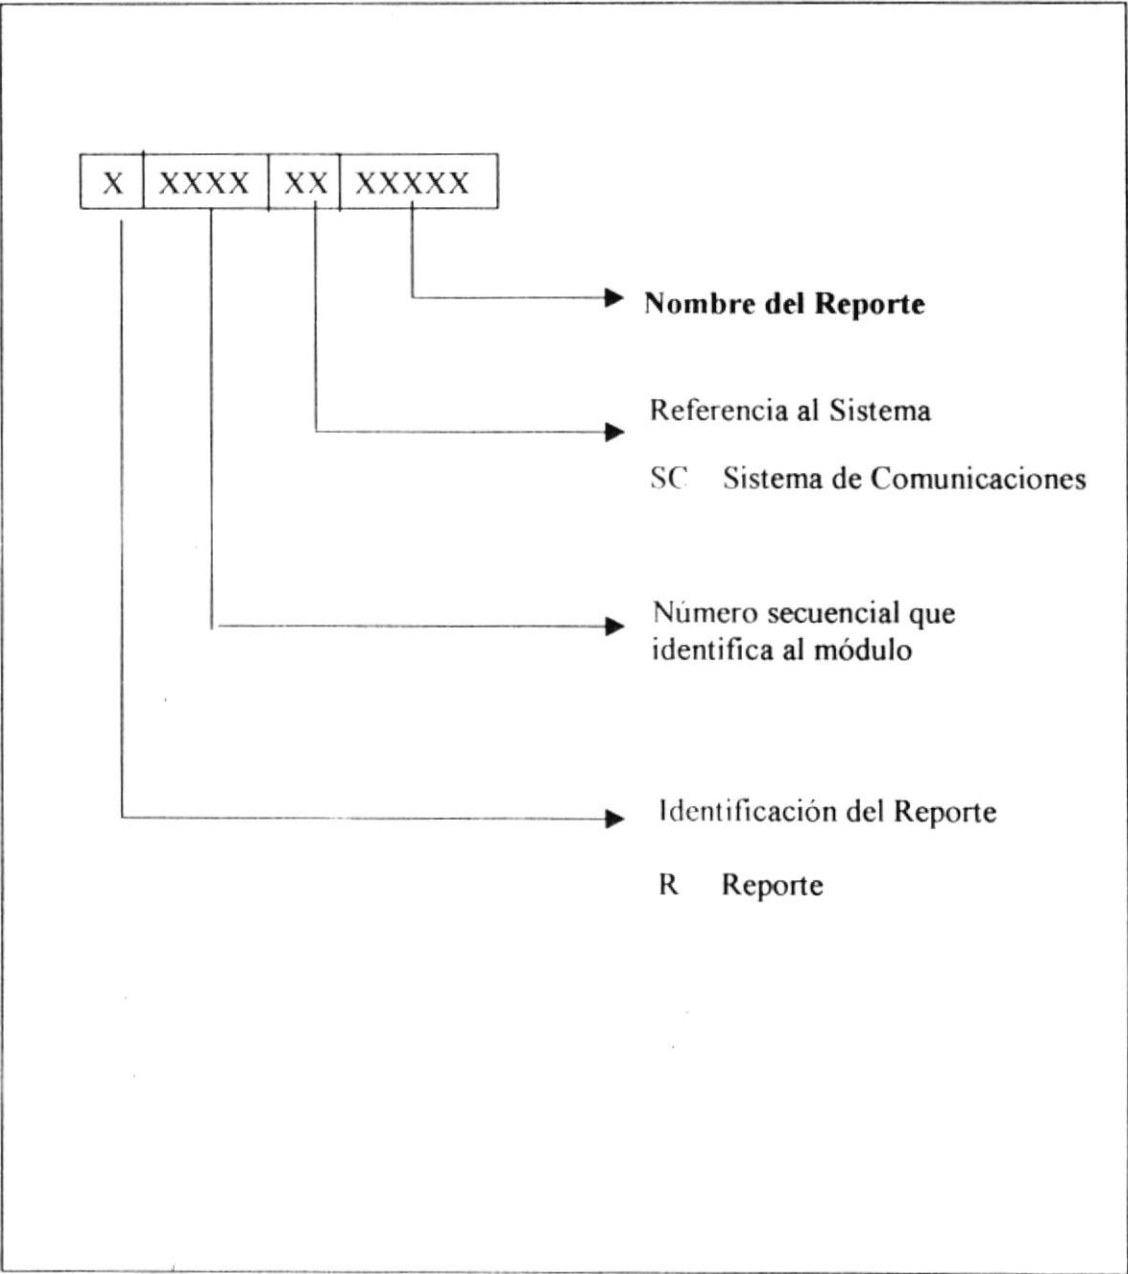 X XXXX XX XXXXX
Nombre del Reporte
Referencia al Sistema
SC Sistema de Comunicaciones
Número secuencial que
identifica al módulo
Identificación del Reporte
R Reporte